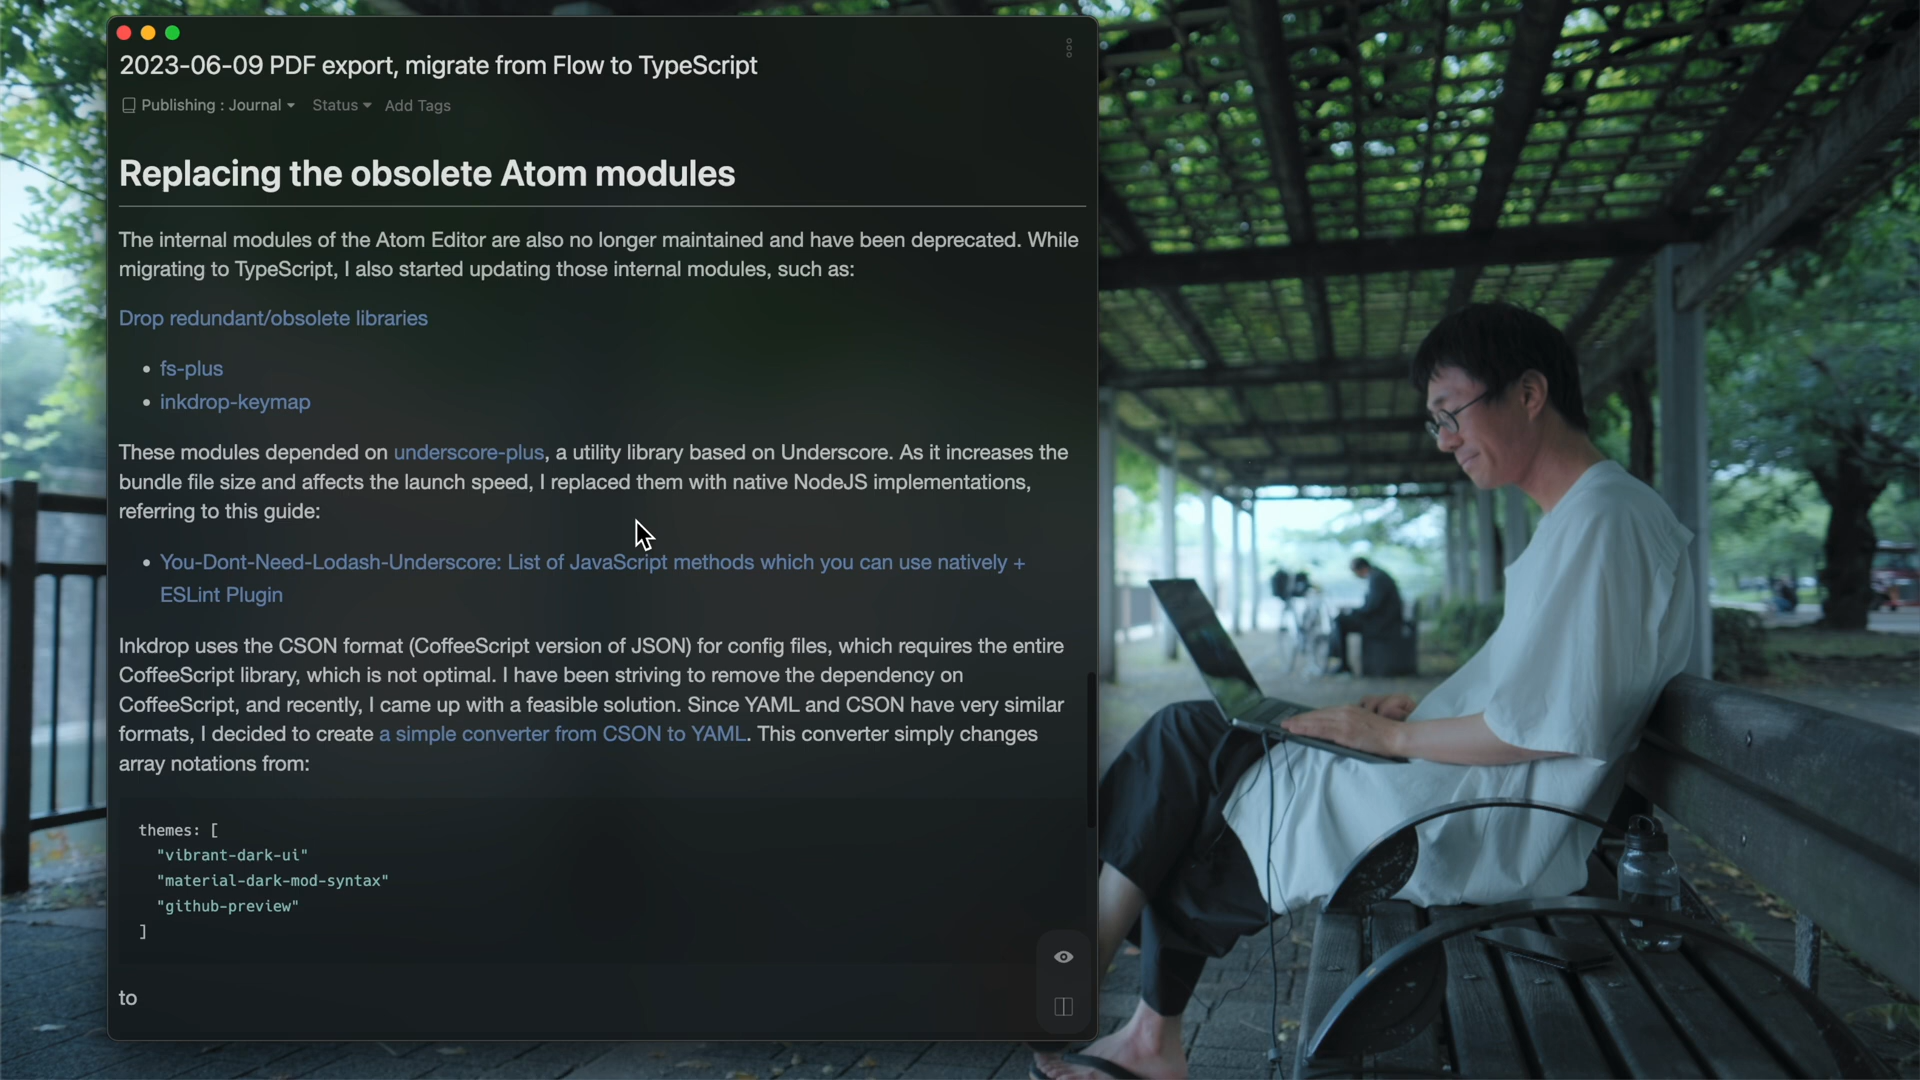 2023-06-09 PDF export, migrate from Flow to TypeScript
Publishing : Journal Status Add Tags
Replacing the obsolete Atom modules
The internal modules of the Atom Editor are also no longer maintained and have been deprecated. While
migrating to TypeScript, I also started updating those internal modules, such as:
Drop redundant/obsolete libraries
• fs-plus
• inkdrop-keymap
These modules depended on underscore-plus, a utility library based on Underscore. As it increases the
bundle file size and affects the launch speed, I replaced them with native NodeJS implementations,
referring to this guide:
• You-Dont-Need-Lodash-Underscore: List of JavaScript methods which you can use natively +
ESLint Plugin
Inkdrop uses the CSON format (CoffeeScript version of JSON) for config files, which requires the entire
CoffeeScript library, which is not optimal. I have been striving to remove the dependency on
CoffeeScript, and recently, I came up with a feasible solution. Since YAML and CSON have very similar
formats, I decided to create a simple converter from CSON to YAML. This converter simply changes
array notations from:
themes: [
"vibrant-dark-ui"
"material-dark-mod-syntax"
"github-preview"
]
to